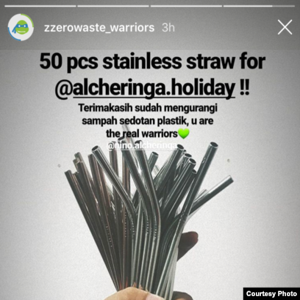 zzerowaste_warriors 3h
50 pcs stainless straw for
@alcheringa.holiday !!
Terimakasih sudah mengurangi
sampah sedotan plastik, u are
the real warriors
Courtesy Photo